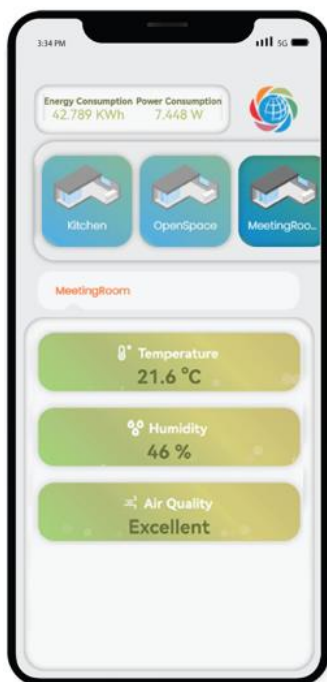 3:34 PM 5G
Energy Consumption Power Consumption
42.789 KWh 7.448 W
Kitchen OpenSpace MeetingRoo...
MeetingRoom
Temperature
21.6 °C
Humidity
46 %
Air Quality
Excellent